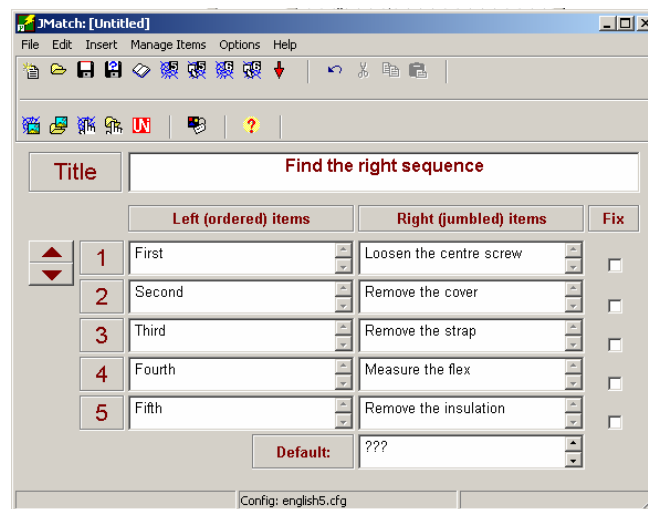 JMatch: [Untitled]
File Edit Insert Manage Items Options Help
Title Find the right sequence
Left (ordered) items Right (jumbled) items Fix
1 First Loosen the centre screw
2 Second Remove the cover
3 Third Remove the strap
4 Fourth Measure the flex
5 Fifth Remove the insulation
Default: ???
Config: english5.cfg